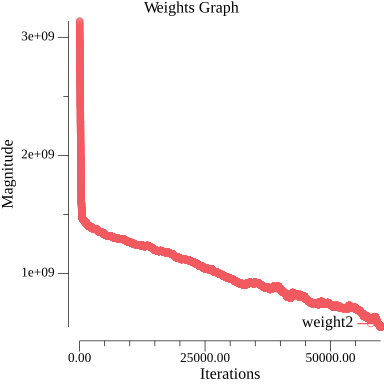 Weights Graph
3e+09
2e+09
1e+09
Magnitude
weight2
0.00
25000.00
50000.00
Iterations